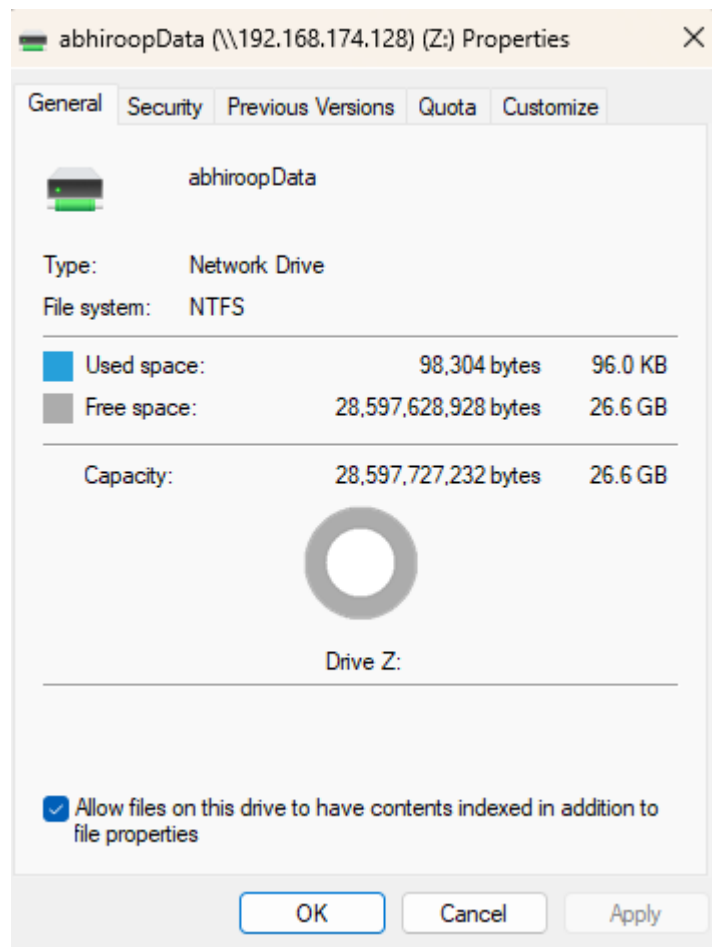 abhiroopData (\\192.168.174.128) (Z:) Properties
General Security Previous Versions Quota Customize
abhiroopData
Type: Network Drive
File system: NTFS
Used space: 98,304 bytes 96.0 KB
Free space: 28,597,628,928 bytes 26.6 GB
Capacity: 28,597,727,232 bytes 26.6 GB
Drive Z:
Allow files on this drive to have contents indexed in addition to
file properties
OK Cancel Apply